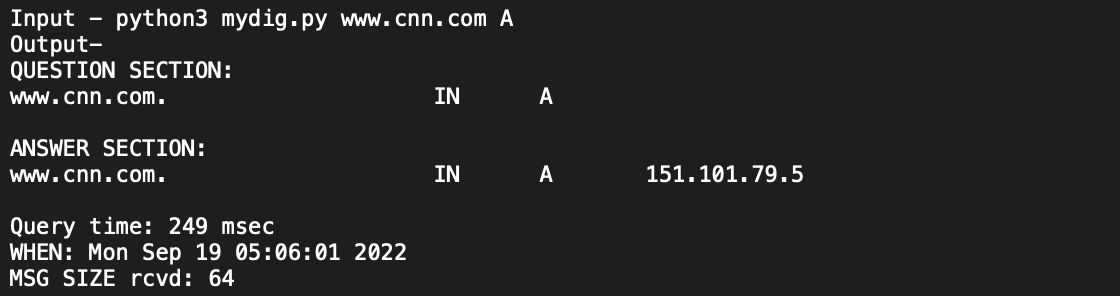 Input - python3 mydig.py www.cnn.com A
Output-
QUESTION SECTION:
www.cnn.com. IN A
ANSWER SECTION:
www.cnn.com. IN A 151.101.79.5
Query time: 249 msec
WHEN: Mon Sep 19 05:06:01 2022
MSG SIZE rcvd: 64